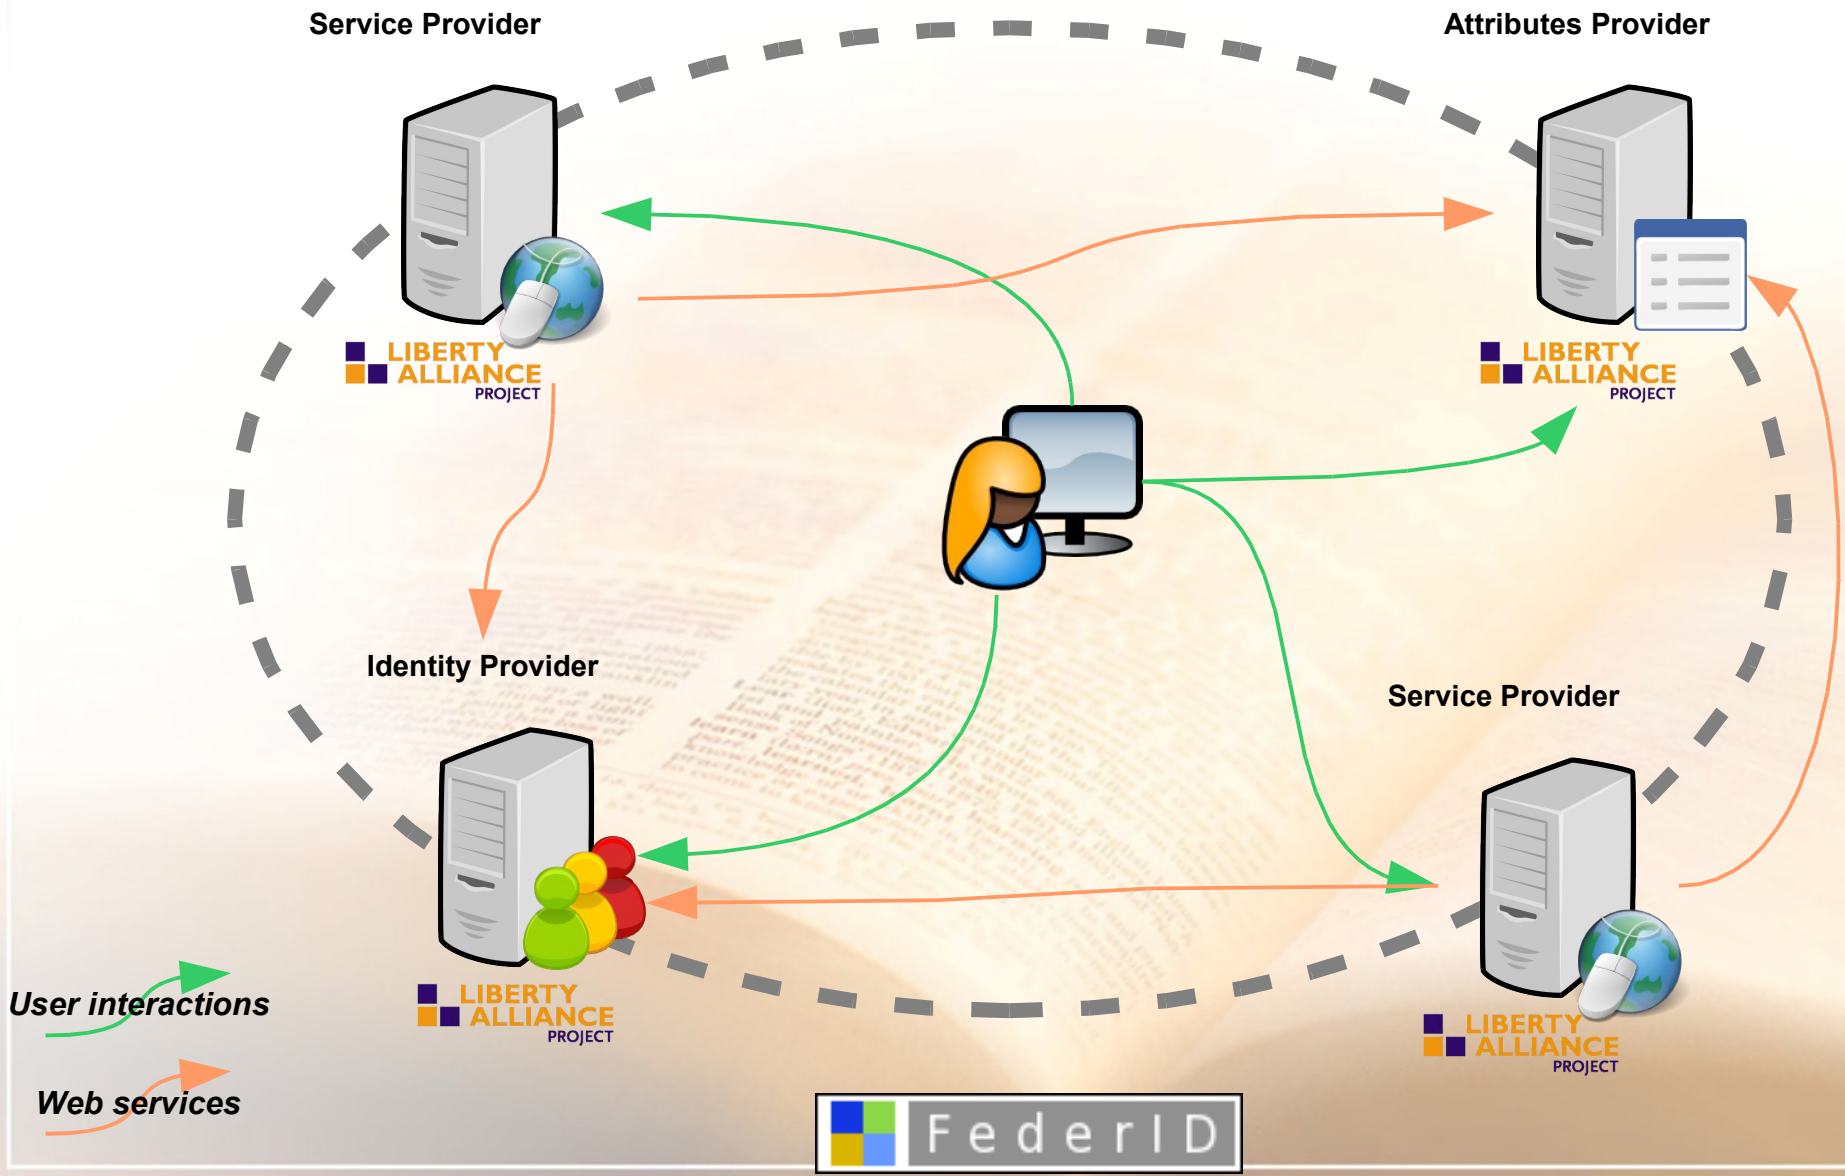 Service Provider
Attributes Provider
LIBERTY
ALLIANCE
PROJECT
LIBERTY
ALLIANCE
PROJECT
Identity Provider
Service Provider
LIBERTY
ALLIANCE
PROJECT
User interactions
LIBERTY
ALLIANCE
PROJECT
Web services
FederID